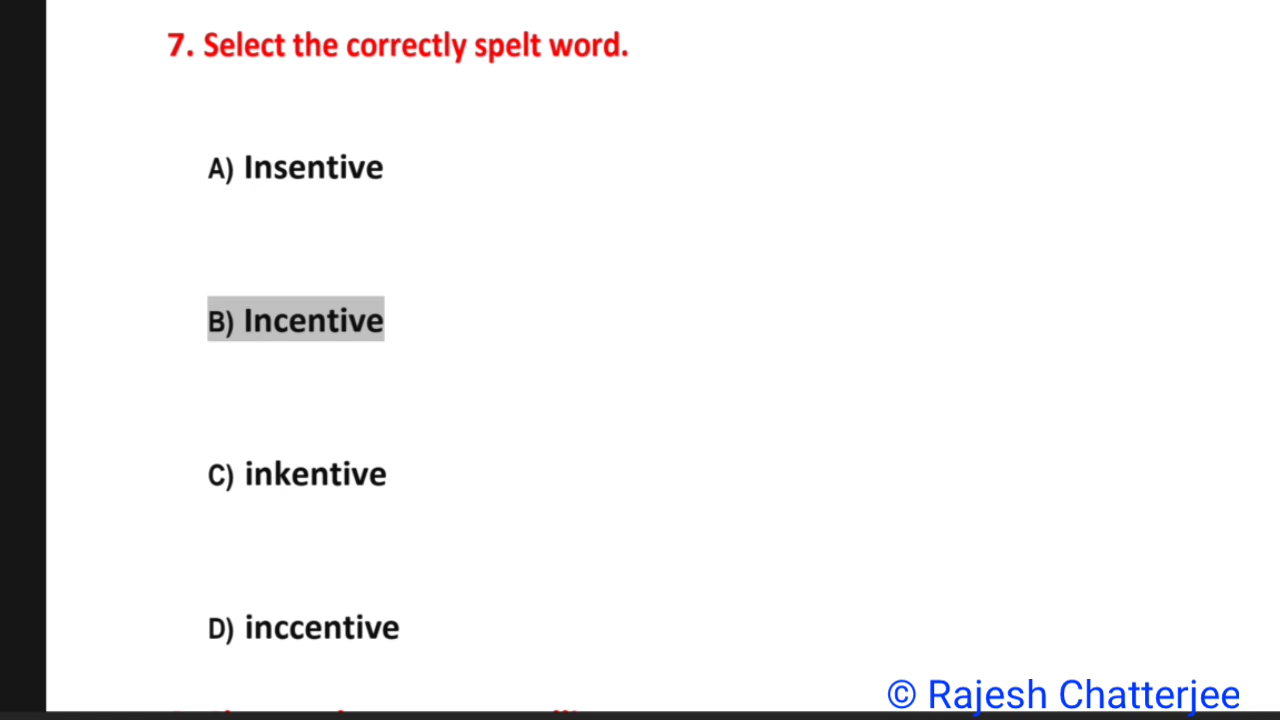 7. Select the correctly spelt word.
A) Insentive
B) Incentive
C) inkentive
D) inccentive
© Rajesh Chatterjee